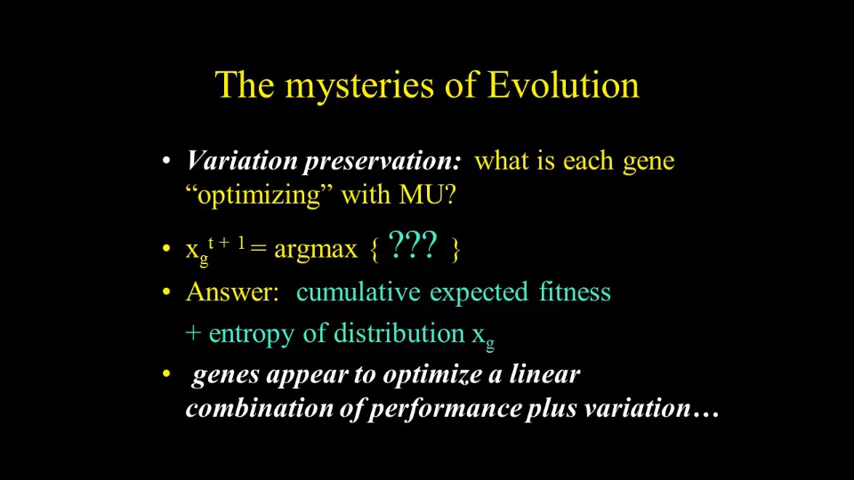 The mysteries of Evolution
• Variation preservation: what is each gene
“optimizing” with MU?
• xg^t + 1 = argmax { ??? }
• Answer: cumulative expected fitness
+ entropy of distribution xg
• genes appear to optimize a linear
combination of performance plus variation…